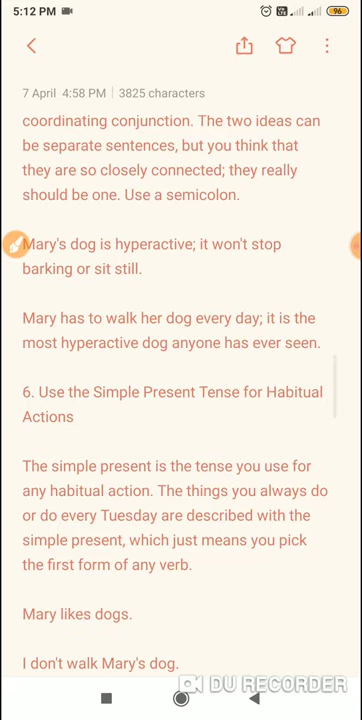 5:12 PM
96
7 April 4:58 PM | 3825 characters
coordinating conjunction. The two ideas can
be separate sentences, but you think that
they are so closely connected; they really
should be one. Use a semicolon.
Mary's dog is hyperactive; it won't stop
barking or sit still.
Mary has to walk her dog every day; it is the
most hyperactive dog anyone has ever seen.
6. Use the Simple Present Tense for Habitual
Actions
The simple present is the tense you use for
any habitual action. The things you always do
or do every Tuesday are described with the
simple present, which just means you pick
the first form of any verb.
Mary likes dogs.
I don't walk Mary's dog.
DU RECORDER